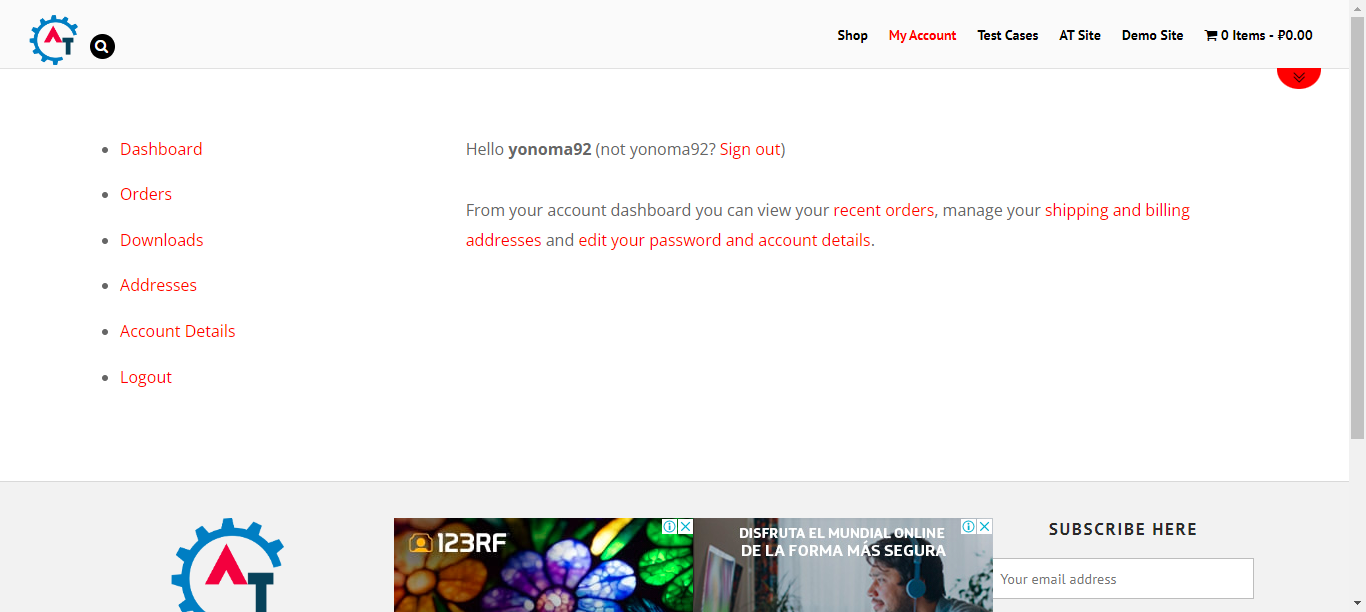 AT
Shop
My Account
Test Cases
AT Site
Demo Site
0 Items - ₽0.00
Dashboard
Orders
Downloads
Addresses
Account Details
Logout
Hello yonoma92 (not yonoma92? Sign out)
From your account dashboard you can view your recent orders, manage your shipping and billing
addresses and edit your password and account details.
AT
123RF
DISFRUTA EL MUNDIAL ONLINE
DE LA FORMA MÁS SEGURA
SUBSCRIBE HERE
Your email address